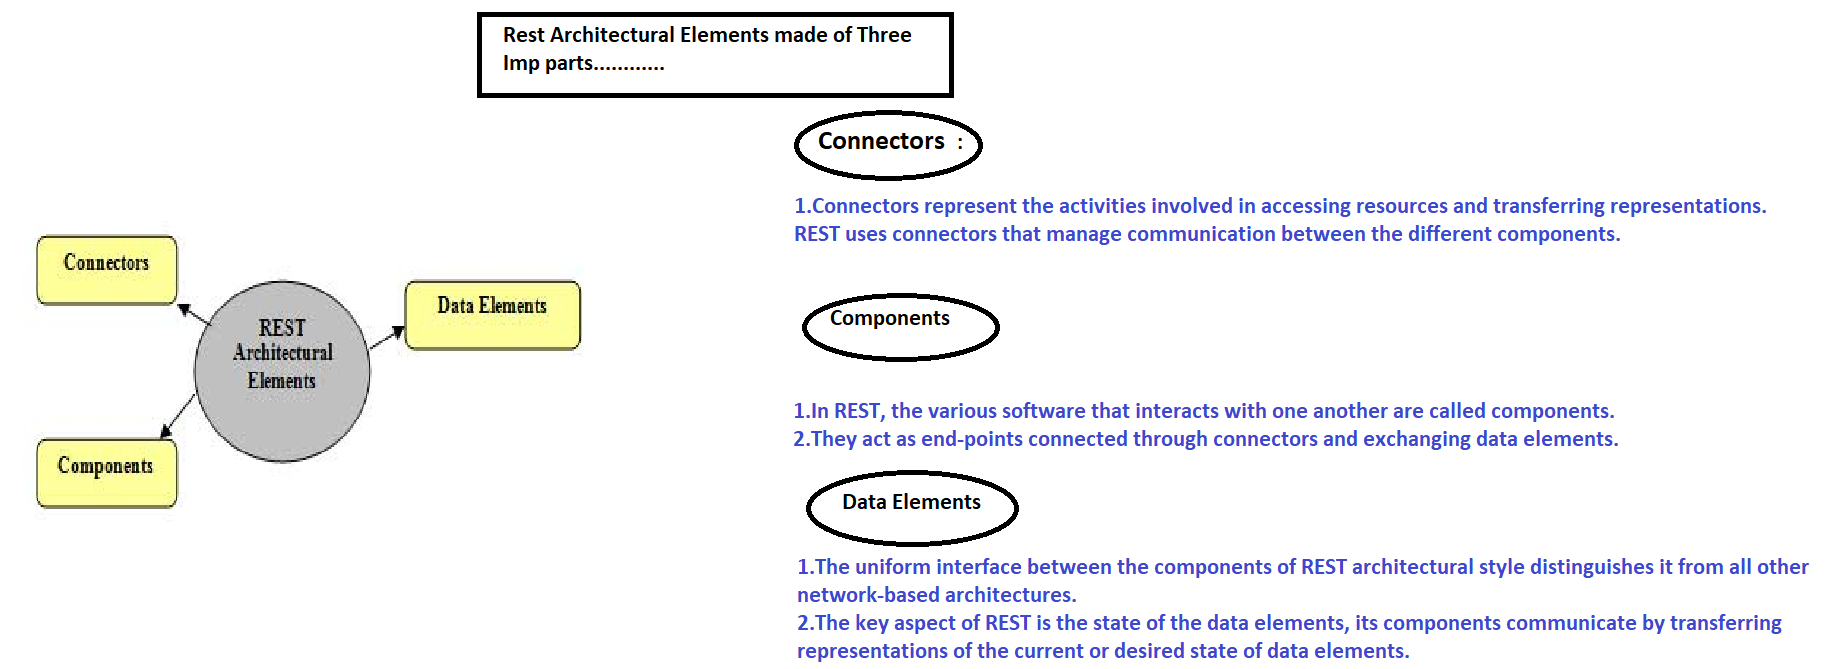 Rest Architectural Elements made of Three
Imp parts............
Connectors
REST
Architectural
Elements
Data Elements
Components
Connectors :
1.Connectors represent the activities involved in accessing resources and transferring representations.
REST uses connectors that manage communication between the different components.
Components
1.In REST, the various software that interacts with one another are called components.
2.They act as end-points connected through connectors and exchanging data elements.
Data Elements
1.The uniform interface between the components of REST architectural style distinguishes it from all other
network-based architectures.
2.The key aspect of REST is the state of the data elements, its components communicate by transferring
representations of the current or desired state of data elements.